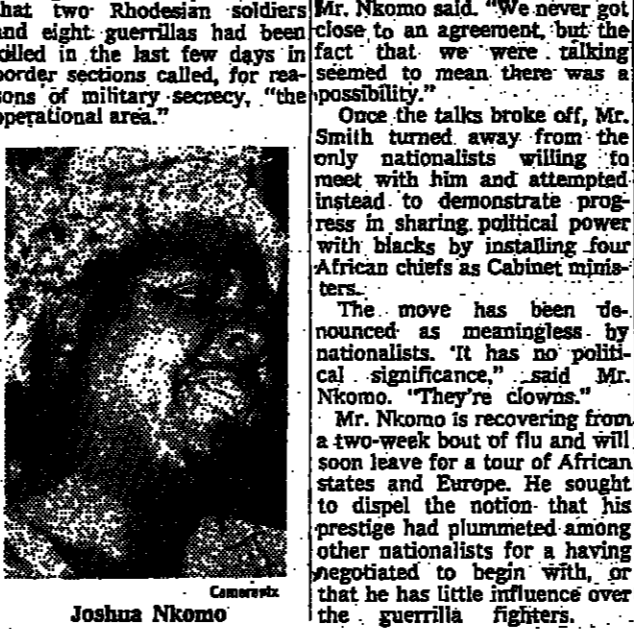 that two Rhodesian soldiers
and eight guerrillas had been
killed in the last few days in
border sections called, for rea-
sons of military secrecy, "the
operational area."
Camerapix
Joshua Nkomo
Mr. Nkomo said. "We never got
close to an agreement, but the
fact that we were talking
seemed to mean there was a
possibility."
Once the talks broke off, Mr.
Smith turned away from the
only nationalists willing to
meet with him and attempted
instead to demonstrate prog-
ress in sharing political power
with blacks by installing four
African chiefs as Cabinet minis-
ters.
The move has been de-
nounced as meaningless by
nationalists. 'It has no politi-
cal significance," said Mr.
Nkomo. "They're clowns."
Mr. Nkomo is recovering from
a two-week bout of flu and will
soon leave for a tour of African
states and Europe. He sought
to dispel the notion that his
prestige had plummeted among
other nationalists for a having
negotiated to begin with, or
that he has little influence over
the guerrilla fighters.